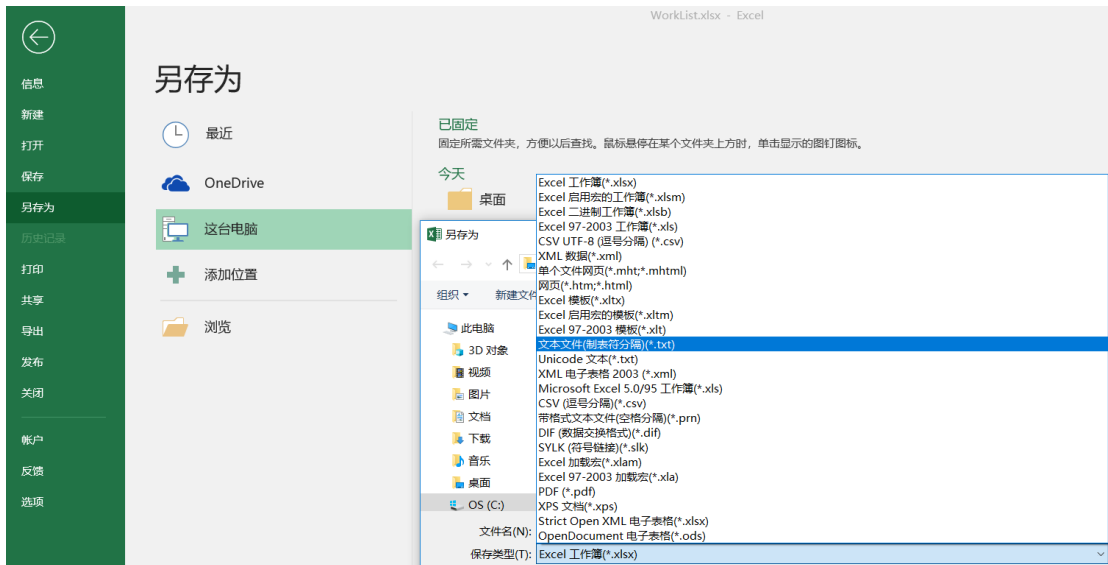 WorkList.xlsx - Excel
信息
新建
打开
保存
另存为
历史记录
打印
共享
导出
发布
关闭
帐户
反馈
选项
另存为
最近
OneDrive
这台电脑
添加位置
浏览
已固定
固定所需文件夹，方便以后查找。鼠标悬停在某个文件夹上方时，单击显示的图钉图标。
今天
桌面
另存为
组织
新建文件
此电脑
3D 对象
视频
图片
文档
下载
音乐
桌面
OS (C:)
Excel 工作簿(*.xlsx)
Excel 启用宏的工作簿(*.xlsm)
Excel 二进制工作簿(*.xlsb)
Excel 97-2003 工作簿(*.xls)
CSV UTF-8 (逗号分隔) (*.csv)
XML 数据(*.xml)
单个文件网页(*.mht;*.mhtml)
网页(*.htm;*.html)
Excel 模板(*.xltx)
Excel 启用宏的模板(*.xltm)
Excel 97-2003 模板(*.xlt)
文本文件(制表符分隔)(*.txt)
Unicode 文本(*.txt)
XML 电子表格 2003 (*.xml)
Microsoft Excel 5.0/95 工作簿(*.xls)
CSV (逗号分隔)(*.csv)
带格式文本文件(空格分隔)(*.prn)
DIF (数据交换格式)(*.dif)
SYLK (符号链接)(*.slk)
Excel 加载宏(*.xlam)
Excel 97-2003 加载宏(*.xla)
PDF (*.pdf)
XPS 文档(*.xps)
Strict Open XML 电子表格(*.xlsx)
OpenDocument 电子表格(*.ods)
文件名(N):
保存类型(T): Excel 工作簿(*.xlsx)